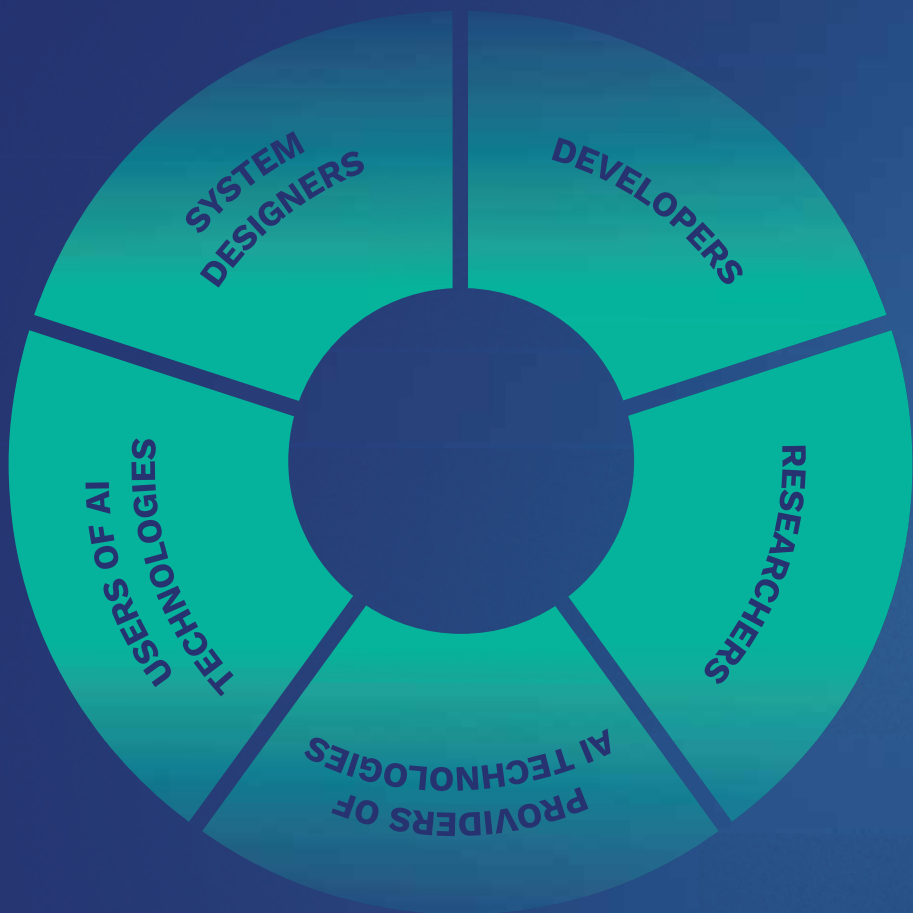 DEVELOPERS
RESEARCHERS
PROVIDERS OF
AI TECHNOLOGIES
USERS OF AI
TECHNOLOGIES
SYSTEM
DESIGNERS